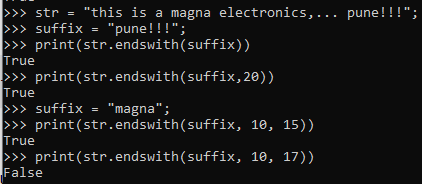 True
>>> str = "this is a magna electronics,... pune!!!";
>>> suffix = "pune!!!";
>>> print(str.endswith(suffix))
True
>>> print(str.endswith(suffix,20))
True
>>> suffix = "magna";
>>> print(str.endswith(suffix, 10, 15))
True
>>> print(str.endswith(suffix, 10, 17))
False